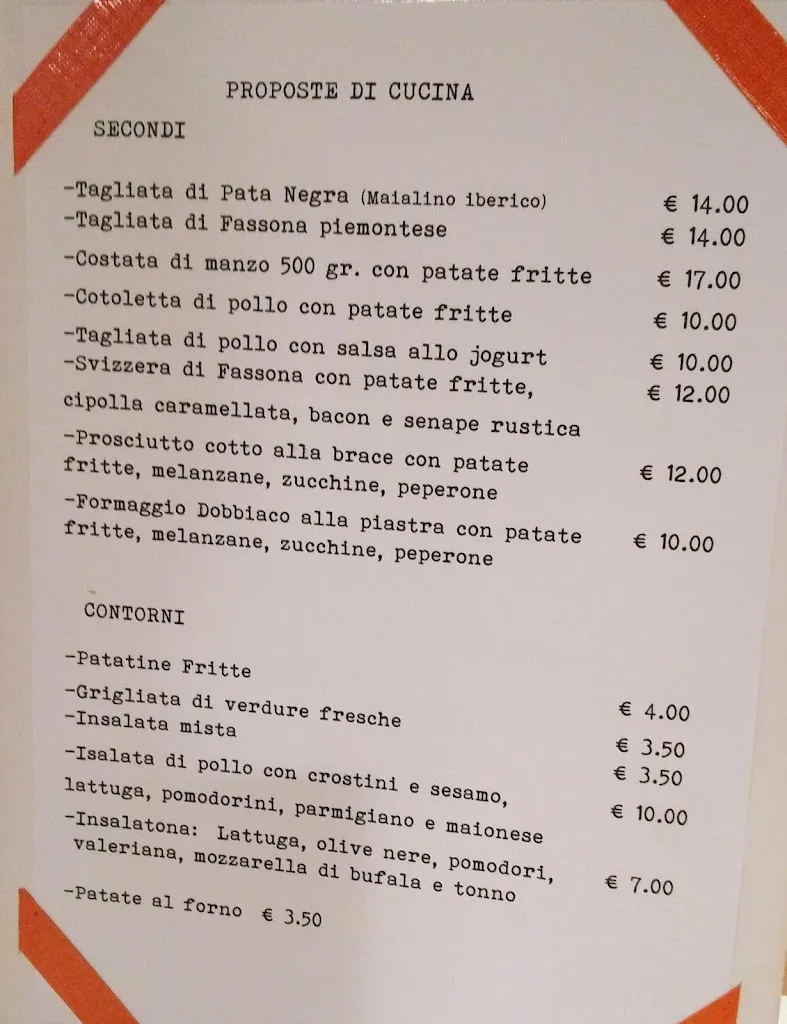 PROPOSTE DI CUCINA
SECONDI
-Tagliata di Pata Negra (Maialino iberico) € 14.00
-Tagliata di Fassona piemontese € 14.00
-Costata di manzo 500 gr. con patate fritte € 17.00
-Cotoletta di pollo con patate fritte € 10.00
-Tagliata di pollo con salsa allo jogurt € 10.00
-Svizzera di Fassona con patate fritte, € 12.00
cipolla caramellata, bacon e senape rustica
-Prosciutto cotto alla brace con patate € 12.00
fritte, melanzane, zucchine, peperone
-Formaggio Dobbiaco alla piastra con patate € 10.00
fritte, melanzane, zucchine, peperone
CONTORNI
-Patatine Fritte € 4.00
-Grigliata di verdure fresche € 3.50
-Insalata mista € 3.50
-Isalata di pollo con crostini e sesamo, € 10.00
lattuga, pomodorini, parmigiano e maionese
-Insalatona: Lattuga, olive nere, pomodori, € 7.00
valeriana, mozzarella di bufala e tonno
-Patate al forno € 3.50